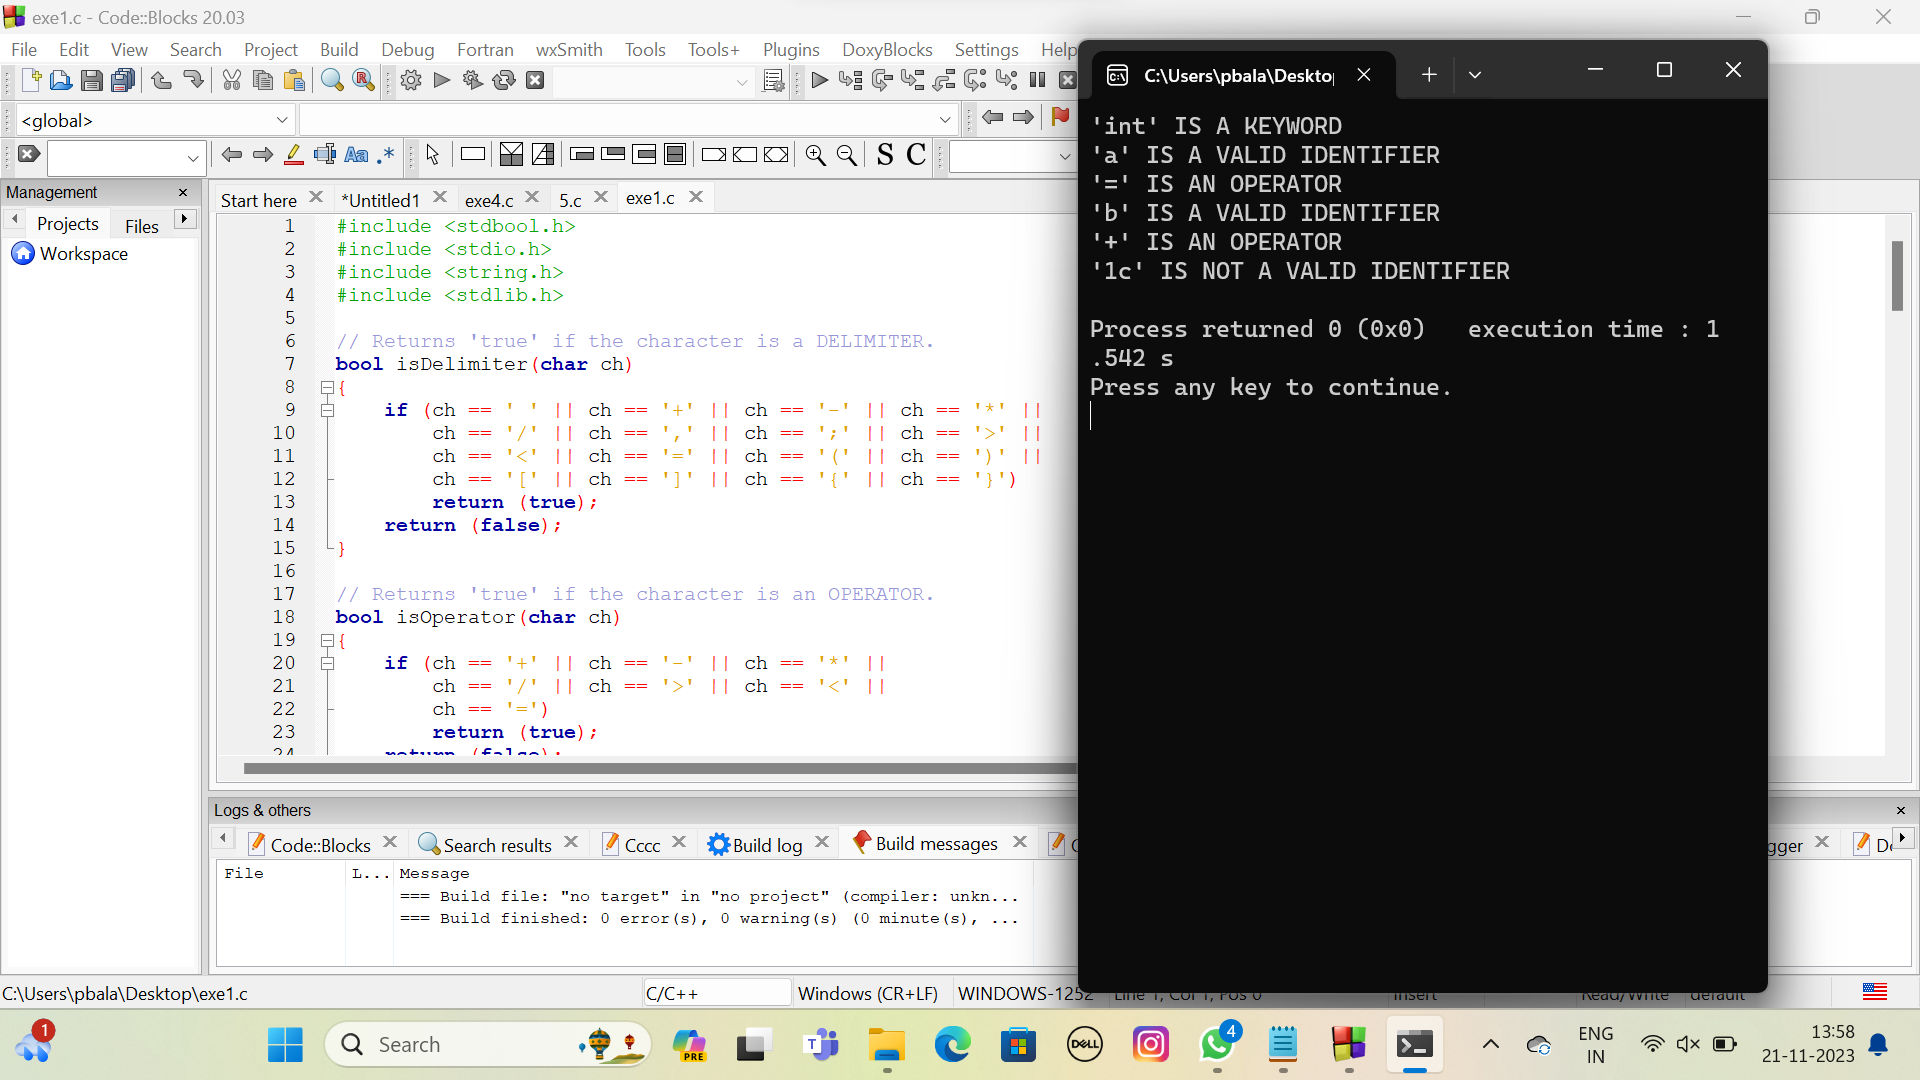 exe1.c - Code::Blocks 20.03
File Edit View Search Project Build Debug Fortran wxSmith Tools Tools+ Plugins DoxyBlocks Settings Help
<global>
Aa .* S C
Management
Projects Files
Workspace
Start here *Untitled1 exe4.c 5.c exe1.c
1 #include <stdbool.h>
2 #include <stdio.h>
3 #include <string.h>
4 #include <stdlib.h>
5
6 // Returns 'true' if the character is a DELIMITER.
7 bool isDelimiter(char ch)
8 {
9 if (ch == ' ' || ch == '+' || ch == '-' || ch == '*' ||
10 ch == '/' || ch == ',' || ch == ';' || ch == '>' ||
11 ch == '<' || ch == '=' || ch == '(' || ch == ')' ||
12 ch == '[' || ch == ']' || ch == '{' || ch == '}')
13 return (true);
14 return (false);
15 }
16
17 // Returns 'true' if the character is an OPERATOR.
18 bool isOperator(char ch)
19 {
20 if (ch == '+' || ch == '-' || ch == '*' ||
21 ch == '/' || ch == '>' || ch == '<' ||
22 ch == '=')
23 return (true);
24 return (false);
C:\Users\pbala\Deskto
'int' IS A KEYWORD
'a' IS A VALID IDENTIFIER
'=' IS AN OPERATOR
'b' IS A VALID IDENTIFIER
'+' IS AN OPERATOR
'1c' IS NOT A VALID IDENTIFIER
Process returned 0 (0x0) execution time : 1
.542 s
Press any key to continue.
Logs & others
Code::Blocks Search results Cccc Build log Build messages gger
File L... Message
=== Build file: "no target" in "no project" (compiler: unkn...
=== Build finished: 0 error(s), 0 warning(s) (0 minute(s), ...
C:\Users\pbala\Desktop\exe1.c C/C++ Windows (CR+LF) WINDOWS-1252 Line 1, Col 1, Pos 0 Insert Read/Write default
1 Search PRE T DELL 4 ENG 13:58
IN 21-11-2023